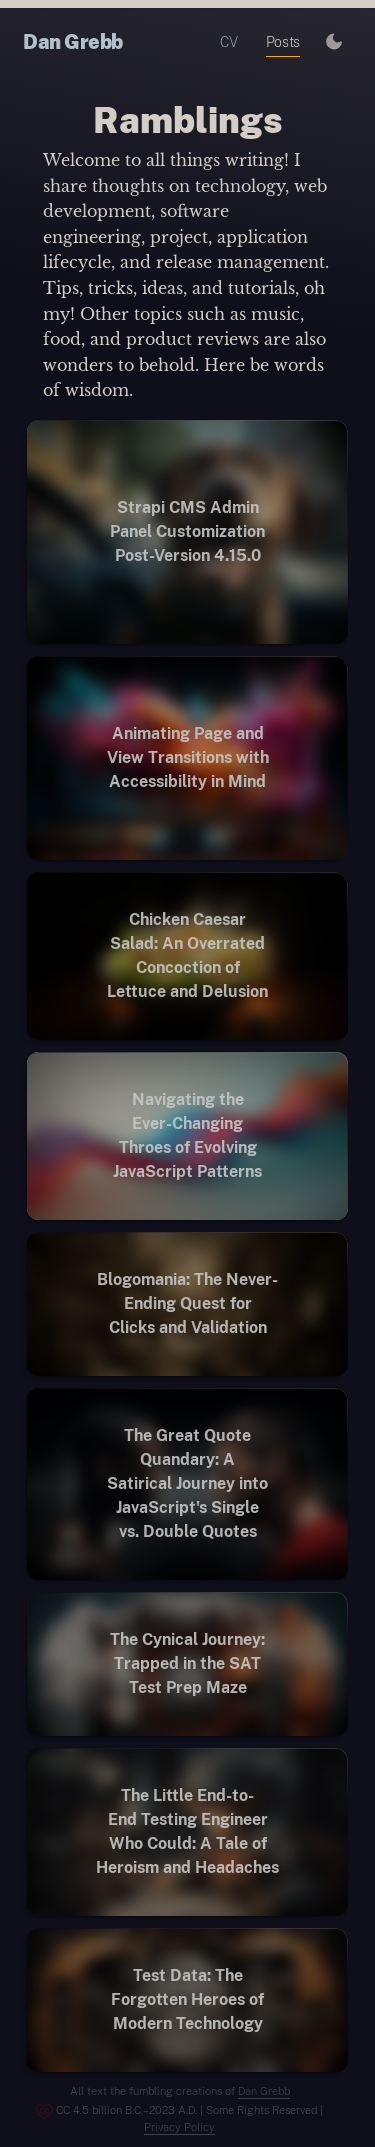 Dan Grebb
CV
Posts
Ramblings
Welcome to all things writing! I
share thoughts on technology, web
development, software
engineering, project, application
lifecycle, and release management.
Tips, tricks, ideas, and tutorials, oh
my! Other topics such as music,
food, and product reviews are also
wonders to behold. Here be words
of wisdom.
Strapi CMS Admin
Panel Customization
Post-Version 4.15.0
Animating Page and
View Transitions with
Accessibility in Mind
Chicken Caesar
Salad: An Overrated
Concoction of
Lettuce and Delusion
Navigating the
Ever-Changing
Throes of Evolving
JavaScript Patterns
Blogomania: The Never-
Ending Quest for
Clicks and Validation
The Great Quote
Quandary: A
Satirical Journey into
JavaScript's Single
vs. Double Quotes
The Cynical Journey:
Trapped in the SAT
Test Prep Maze
The Little End-to-
End Testing Engineer
Who Could: A Tale of
Heroism and Headaches
Test Data: The
Forgotten Heroes of
Modern Technology
All text the fumbling creations of Dan Grebb
CC 4.5 billion B.C.–2023 A.D. | Some Rights Reserved |
Privacy Policy